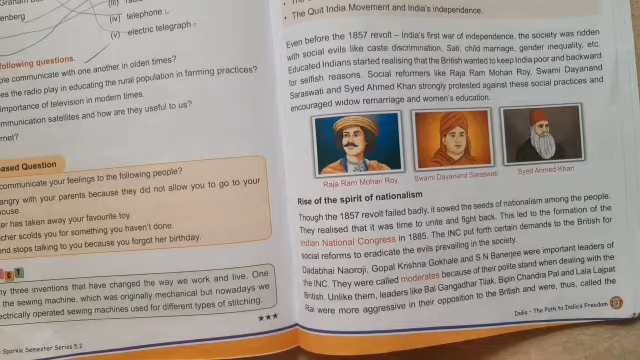 (iv) telephone
(v) electric telegraph
enberg
following questions.
ple communicate with one another in olden times?
es the radio play in educating the rural population in farming practices?
importance of television in modern times.
mmunication satellites and how are they useful to us?
rnet?
ased Question
communicate your feelings to the following people?
angry with your parents because they did not allow you to go to your
ouse.
er has taken away your favourite toy.
cher scolds you for something you haven't done.
end stops talking to you because you forgot her birthday.
ny three inventions that have changed the way we work and live. One
the sewing machine, which was originally mechanical but nowadays we
lectrically operated sewing machines used for different types of stitching.
★★★
Sparkle Semester Series 5.2
• The Quit India Movement and India's independence.
Even before the 1857 revolt – India's first war of independence, the society was ridden
with social evils like caste discrimination, Sati, child marriage, gender inequality, etc.
Educated Indians started realising that the British wanted to keep India poor and backward
for selfish reasons. Social reformers like Raja Ram Mohan Roy, Swami Dayanand
Saraswati and Syed Ahmed Khan strongly protested against these social practices and
encouraged widow remarriage and women's education.
Raja Ram Mohan Roy
Swami Dayanand Saraswati
Syed Ahmed Khan
Rise of the spirit of nationalism
Though the 1857 revolt failed badly, it sowed the seeds of nationalism among the people.
They realised that it was time to unite and fight back. This led to the formation of the
Indian National Congress in 1885. The INC put forth certain demands to the British for
social reforms to eradicate the evils prevailing in the society.
Dadabhai Naoroji, Gopal Krishna Gokhale and S N Banerjee were important leaders of
the INC. They were called moderates because of their polite stand when dealing with the
British. Unlike them, leaders like Bal Gangadhar Tilak, Bipin Chandra Pal and Lala Lajpat
Rai were more aggressive in their opposition to the British and were, thus, called the
India – The Path to India's Freedom